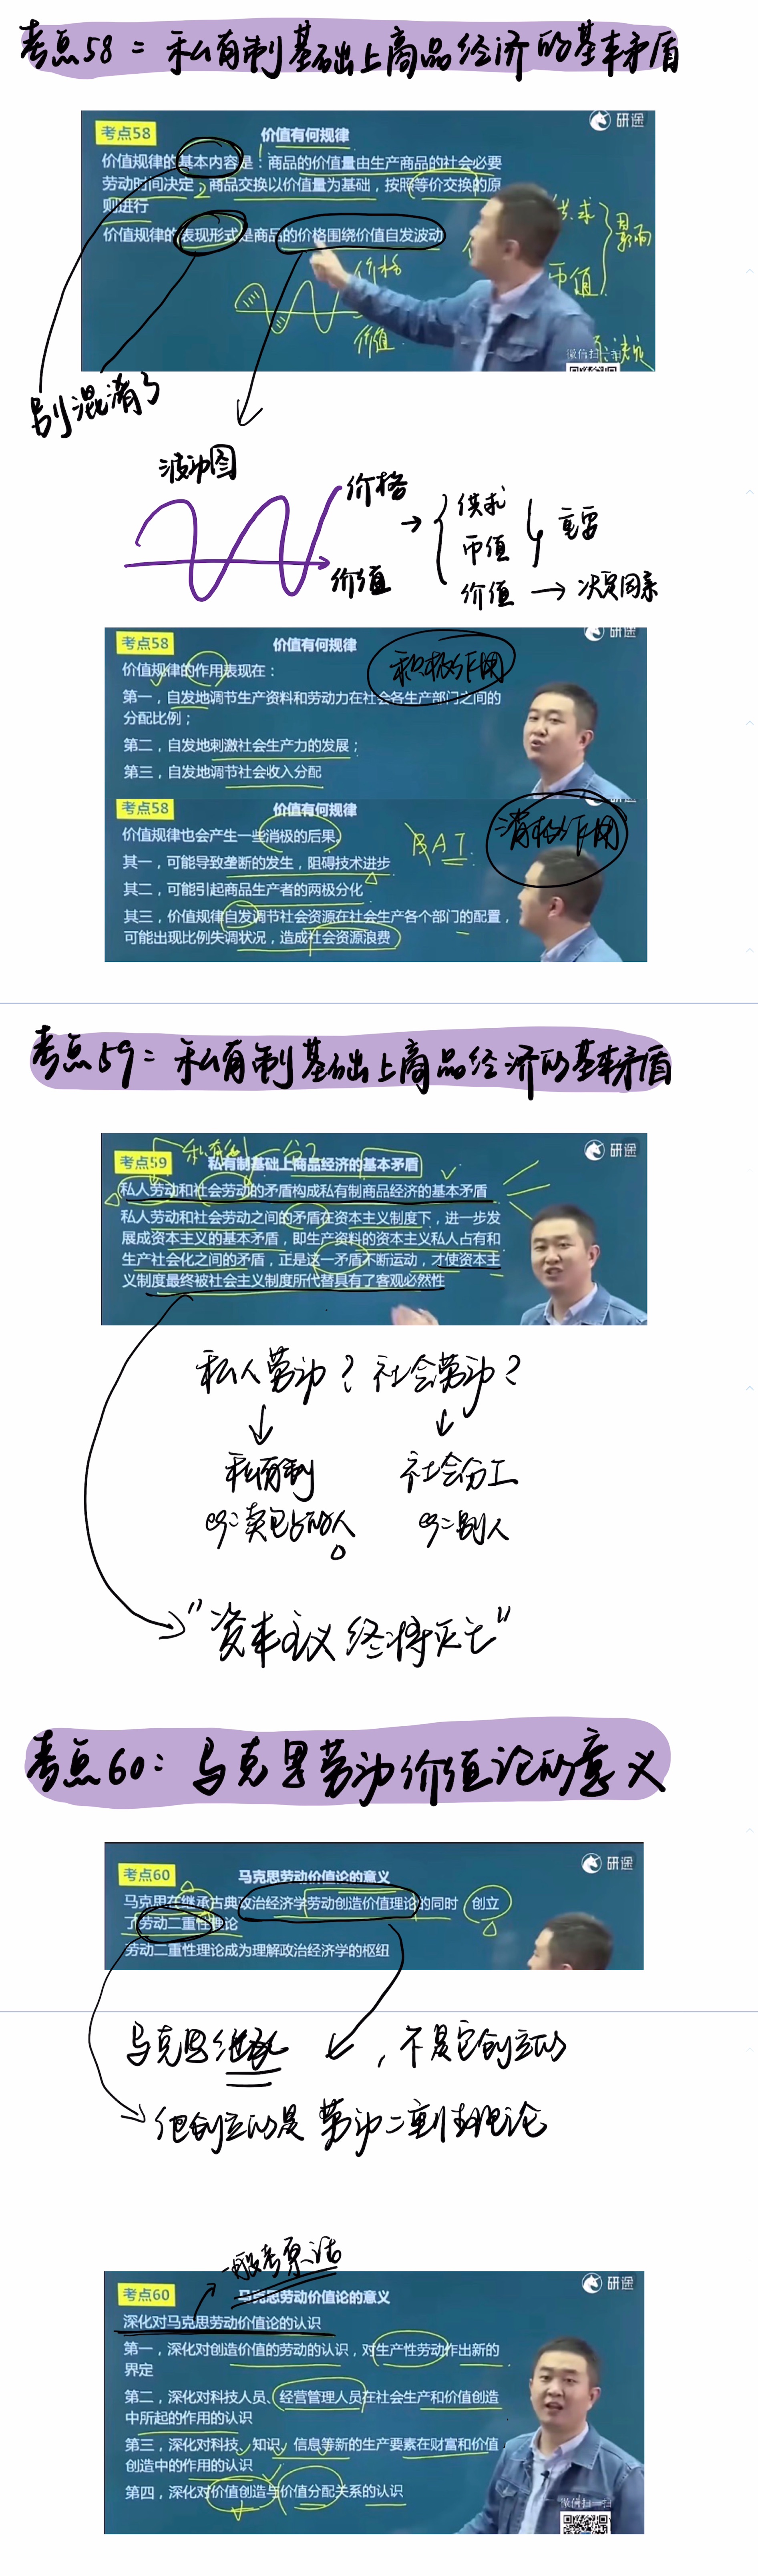 考点58：私有制基础上商品经济的基本矛盾
考点58
价值有何规律
研途
价值规律的基本内容是：商品的价值量由生产商品的社会必要
劳动时间决定，商品交换以价值量为基础，按照等价交换的原
则进行
价值规律的表现形式是商品的价格围绕价值自发波动
供求
币值
影响
价格
价值
决定
微信扫一扫
别混淆了
波动图
价格
价值
供求
币值
价值
决定因素
考点58
价值有何规律
研途
积极作用
价值规律的作用表现在：
第一，自发地调节生产资料和劳动力在社会各生产部门之间的
分配比例；
第二，自发地刺激社会生产力的发展；
第三，自发地调节社会收入分配
考点58
价值有何规律
消极作用
价值规律也会产生一些消极的后果。
BAT
其一，可能导致垄断的发生，阻碍技术进步
其二，可能引起商品生产者的两极分化
其三，价值规律自发调节社会资源在社会生产各个部门的配置，
可能出现比例失调状况，造成社会资源浪费
考点59：私有制基础上商品经济的基本矛盾
考点59
私有制基础上商品经济的基本矛盾
研途
私人劳动和社会劳动的矛盾构成私有制商品经济的基本矛盾
私人劳动和社会劳动之间的矛盾在资本主义制度下，进一步发
展成资本主义的基本矛盾，即生产资料的资本主义私人占有和
生产社会化之间的矛盾，正是这一矛盾不断运动，才使资本主
义制度最终被社会主义制度所代替具有了客观必然性
私人劳动？社会劳动？
私有制
社会分工
eg：卖包子的人
eg：别人
"资本主义终将灭亡"
考点60：马克思劳动价值论的意义
考点60
马克思劳动价值论的意义
研途
马克思在继承古典政治经济学劳动创造价值理论的同时，创立
了劳动二重性理论
劳动二重性理论成为理解政治经济学的枢纽
马克思继承
，不是它创立的
他创立的是 劳动二重性理论
一般考原话
考点60
马克思劳动价值论的意义
研途
深化对马克思劳动价值论的认识
第一，深化对创造价值的劳动的认识，对生产性劳动作出新的
界定
第二，深化对科技人员、经营管理人员在社会生产和价值创造
中所起的作用的认识
第三，深化对科技、知识、信息等新的生产要素在财富和价值
创造中的作用的认识
第四，深化对价值创造与价值分配关系的认识
微信扫一扫